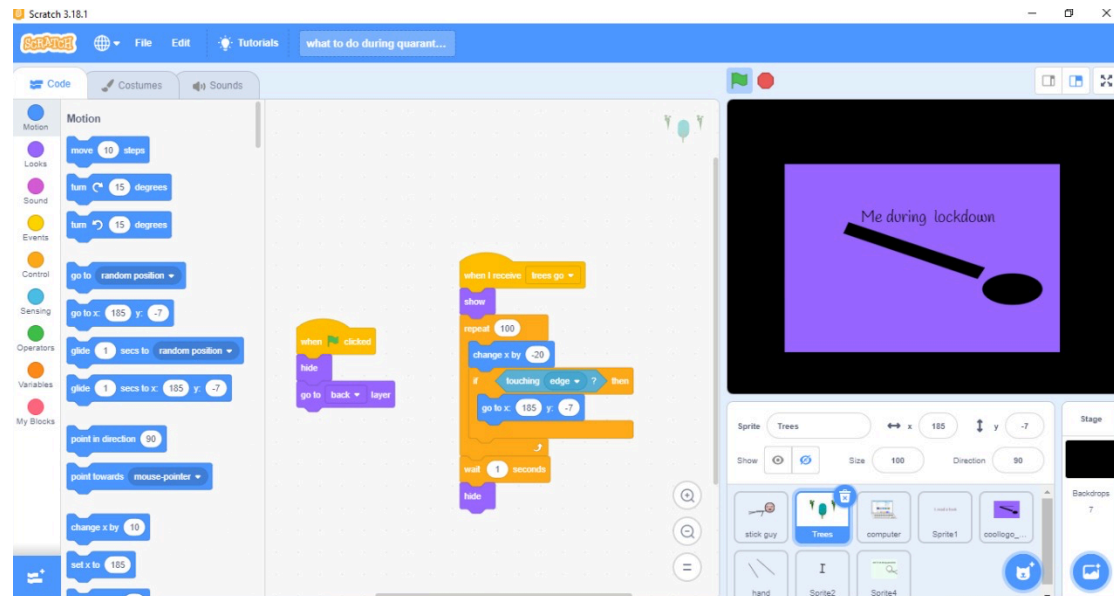 Scratch 3.18.1
SCRATCH File Edit Tutorials what to do during quarant...
Code Costumes Sounds
Motion
Looks
Sound
Events
Control
Sensing
Operators
Variables
My Blocks
Motion
move 10 steps
turn 15 degrees
turn 15 degrees
go to random position
go to x: 185 y: -7
glide 1 secs to random position
glide 1 secs to x: 185 y: -7
point in direction 90
point towards mouse-pointer
change x by 10
set x to 185
when clicked
hide
go to back layer
when I receive trees go
show
repeat 100
change x by -20
if touching edge ? then
go to x: 185 y: -7
wait 1 seconds
hide
Me during lockdown
Sprite Trees x 185 y -7
Show Size 100 Direction 90
stick guy
Trees
computer
Sprite1
coollogo_...
hand
I
Sprite2
Sprite4
Stage
Backdrops
7